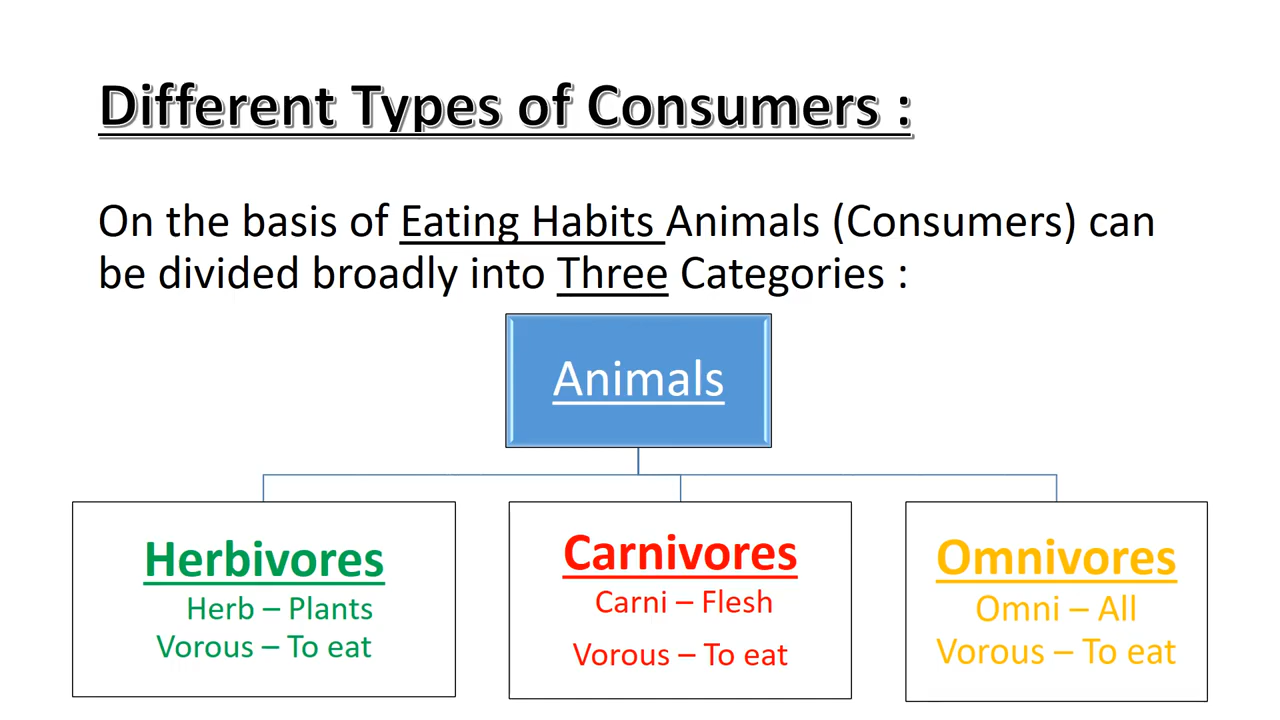 Different Types of Consumers :
On the basis of Eating Habits Animals (Consumers) can
be divided broadly into Three Categories :
Animals
Herbivores
Herb – Plants
Vorous – To eat
Carnivores
Carni – Flesh
Vorous – To eat
Omnivores
Omni – All
Vorous – To eat